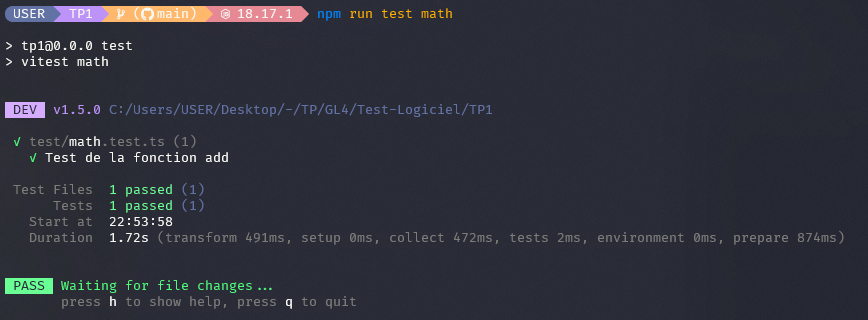 USER TP1 (main) 18.17.1 npm run test math
> tp1@0.0.0 test
> vitest math
DEV v1.5.0 C:/Users/USER/Desktop/-/TP/GL4/Test-Logiciel/TP1
✓ test/math.test.ts (1)
✓ Test de la fonction add
Test Files 1 passed (1)
Tests 1 passed (1)
Start at 22:53:58
Duration 1.72s (transform 491ms, setup 0ms, collect 472ms, tests 2ms, environment 0ms, prepare 874ms)
PASS Waiting for file changes...
press h to show help, press q to quit